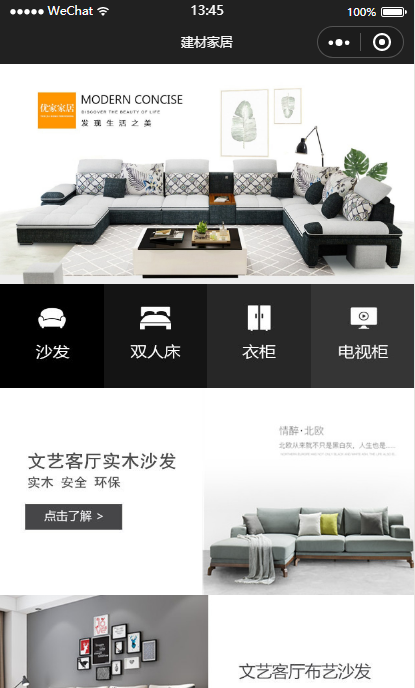 WeChat 13:45 100%
建材家居
优家家居
MODERN CONCISE
DISCOVER THE BEAUTY OF LIFE
发现生活之美
沙发 双人床 衣柜 电视柜
情醉·北欧
北欧从来就不只是黑白灰，人生也是......
文艺客厅实木沙发
实木 安全 环保
点击了解 >
文艺客厅布艺沙发